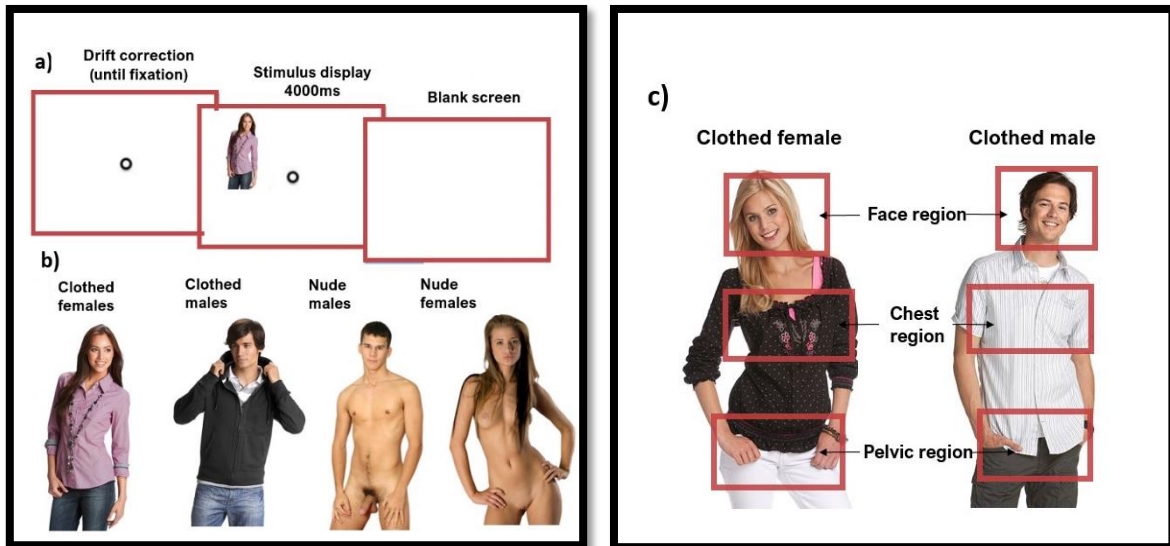 a)
Drift correction
(until fixation)
Stimulus display
4000ms
Blank screen
b)
Clothed
females
Clothed
males
Nude
males
Nude
females
c)
Clothed female
Clothed male
Face region
Chest
region
Pelvic region